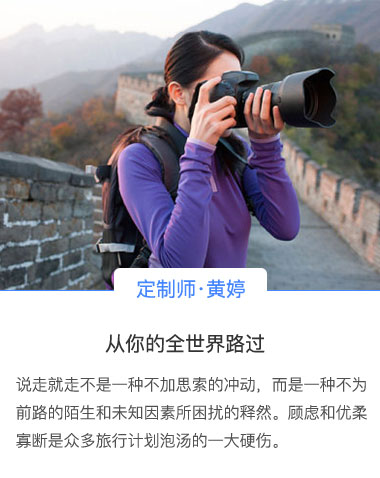 定制师·黄婷
从你的全世界路过
说走就走不是一种不加思索的冲动，而是一种不为
前路的陌生和未知因素所困扰的释然。顾虑和优柔
寡断是众多旅行计划泡汤的一大硬伤。